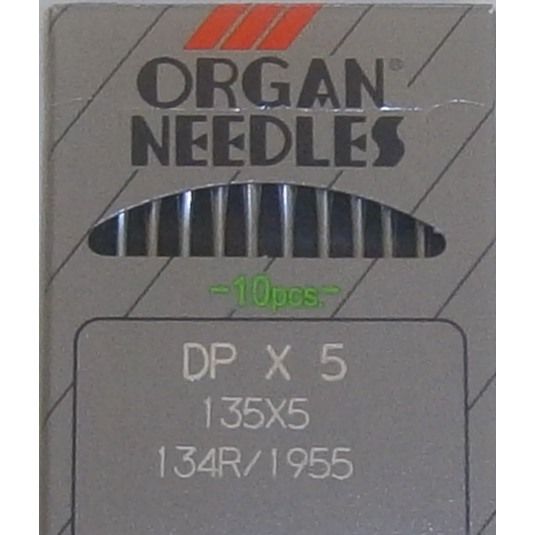 ORGAN®
NEEDLES
-10pcs.-
DP X 5
135X5
134R/1955